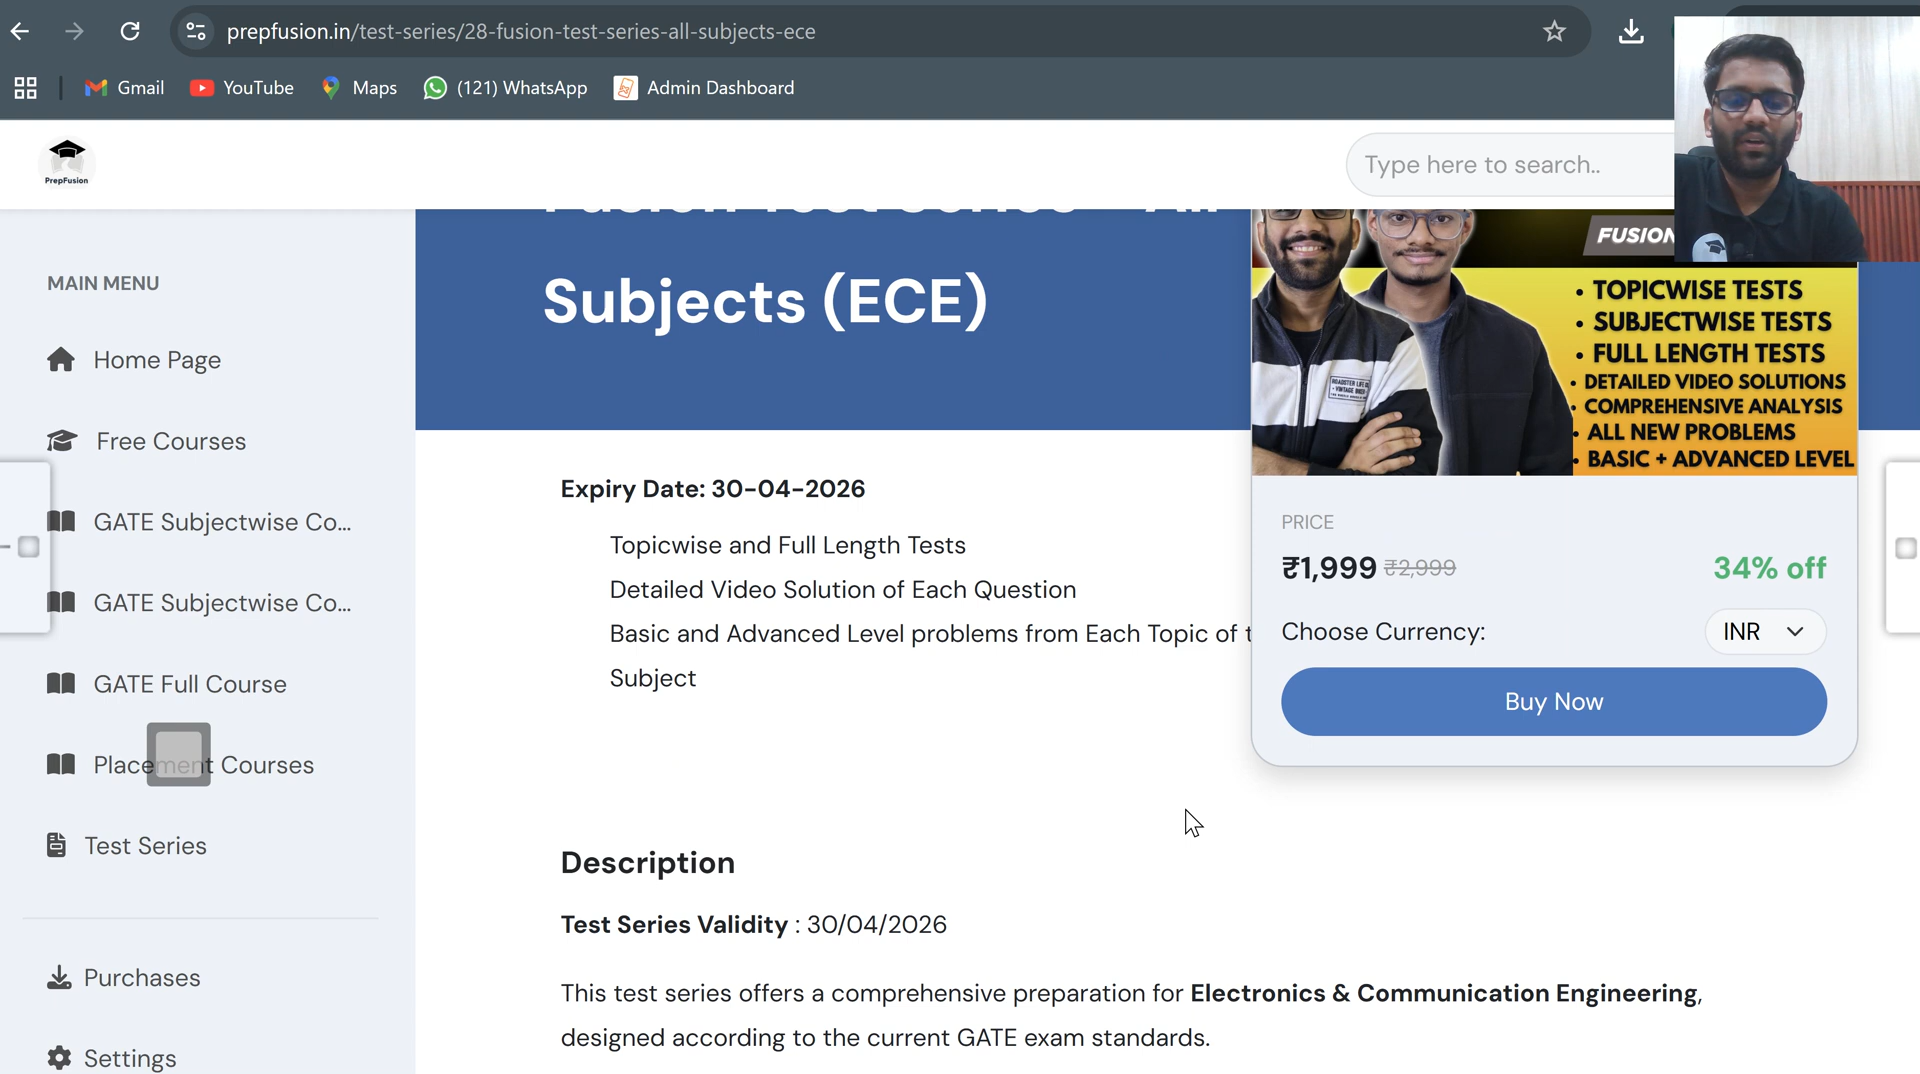 prepfusion.in/test-series/28-fusion-test-series-all-subjects-ece
Gmail
YouTube
Maps
(121) WhatsApp
Admin Dashboard
PrepFusion
Type here to search..
MAIN MENU
Home Page
Free Courses
GATE Subjectwise Co...
GATE Subjectwise Co...
GATE Full Course
Placement Courses
Test Series
Purchases
Settings
Fusion Test Series - All
Subjects (ECE)
Expiry Date: 30-04-2026
Topicwise and Full Length Tests
Detailed Video Solution of Each Question
Basic and Advanced Level problems from Each Topic of t
Subject
FUSION
• TOPICWISE TESTS
• SUBJECTWISE TESTS
• FULL LENGTH TESTS
• DETAILED VIDEO SOLUTIONS
• COMPREHENSIVE ANALYSIS
• ALL NEW PROBLEMS
• BASIC + ADVANCED LEVEL
PRICE
₹1,999 ₹2,999 34% off
Choose Currency: INR
Buy Now
Description
Test Series Validity : 30/04/2026
This test series offers a comprehensive preparation for Electronics & Communication Engineering,
designed according to the current GATE exam standards.